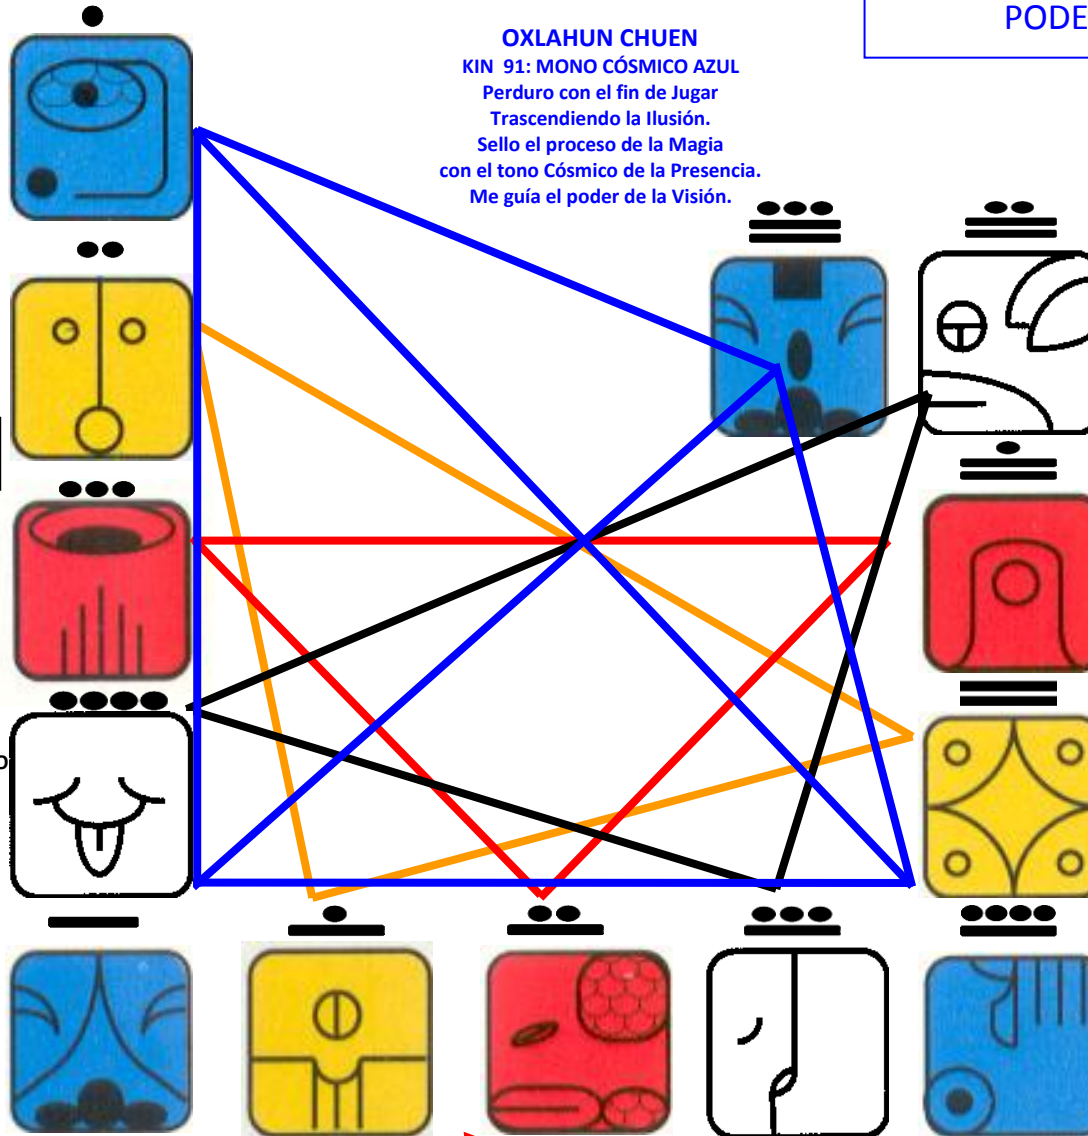 PODE
OXLAHUN CHUEN
KIN 91: MONO CÓSMICO AZUL
Perduro con el fin de Jugar
Trascendiendo la Ilusión.
Sello el proceso de la Magia
con el tono Cósmico de la Presencia.
Me guía el poder de la Visión.